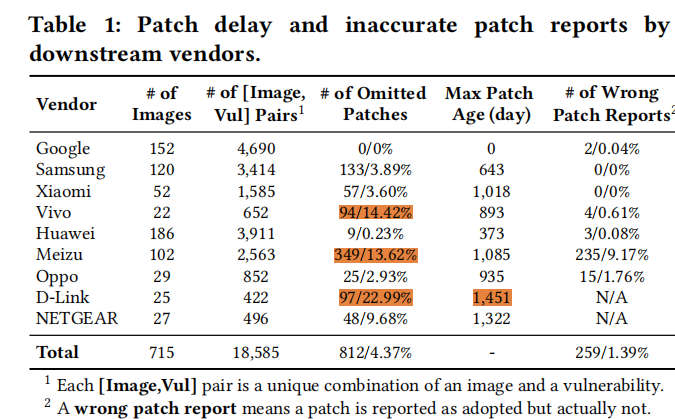 Table 1: Patch delay and inaccurate patch reports by
downstream vendors.
Vendor # of Images # of [Image, Vul] Pairs1 # of Omitted Patches Max Patch Age (day) # of Wrong Patch Reports2
Google 152 4,690 0/0% 0 2/0.04%
Samsung 120 3,414 133/3.89% 643 0/0%
Xiaomi 52 1,585 57/3.60% 1,018 0/0%
Vivo 22 652 94/14.42% 893 4/0.61%
Huawei 186 3,911 9/0.23% 373 3/0.08%
Meizu 102 2,563 349/13.62% 1,085 235/9.17%
Oppo 29 852 25/2.93% 935 15/1.76%
D-Link 25 422 97/22.99% 1,451 N/A
NETGEAR 27 496 48/9.68% 1,322 N/A
Total 715 18,585 812/4.37% - 259/1.39%
1 Each [Image,Vul] pair is a unique combination of an image and a vulnerability.
2 A wrong patch report means a patch is reported as adopted but actually not.